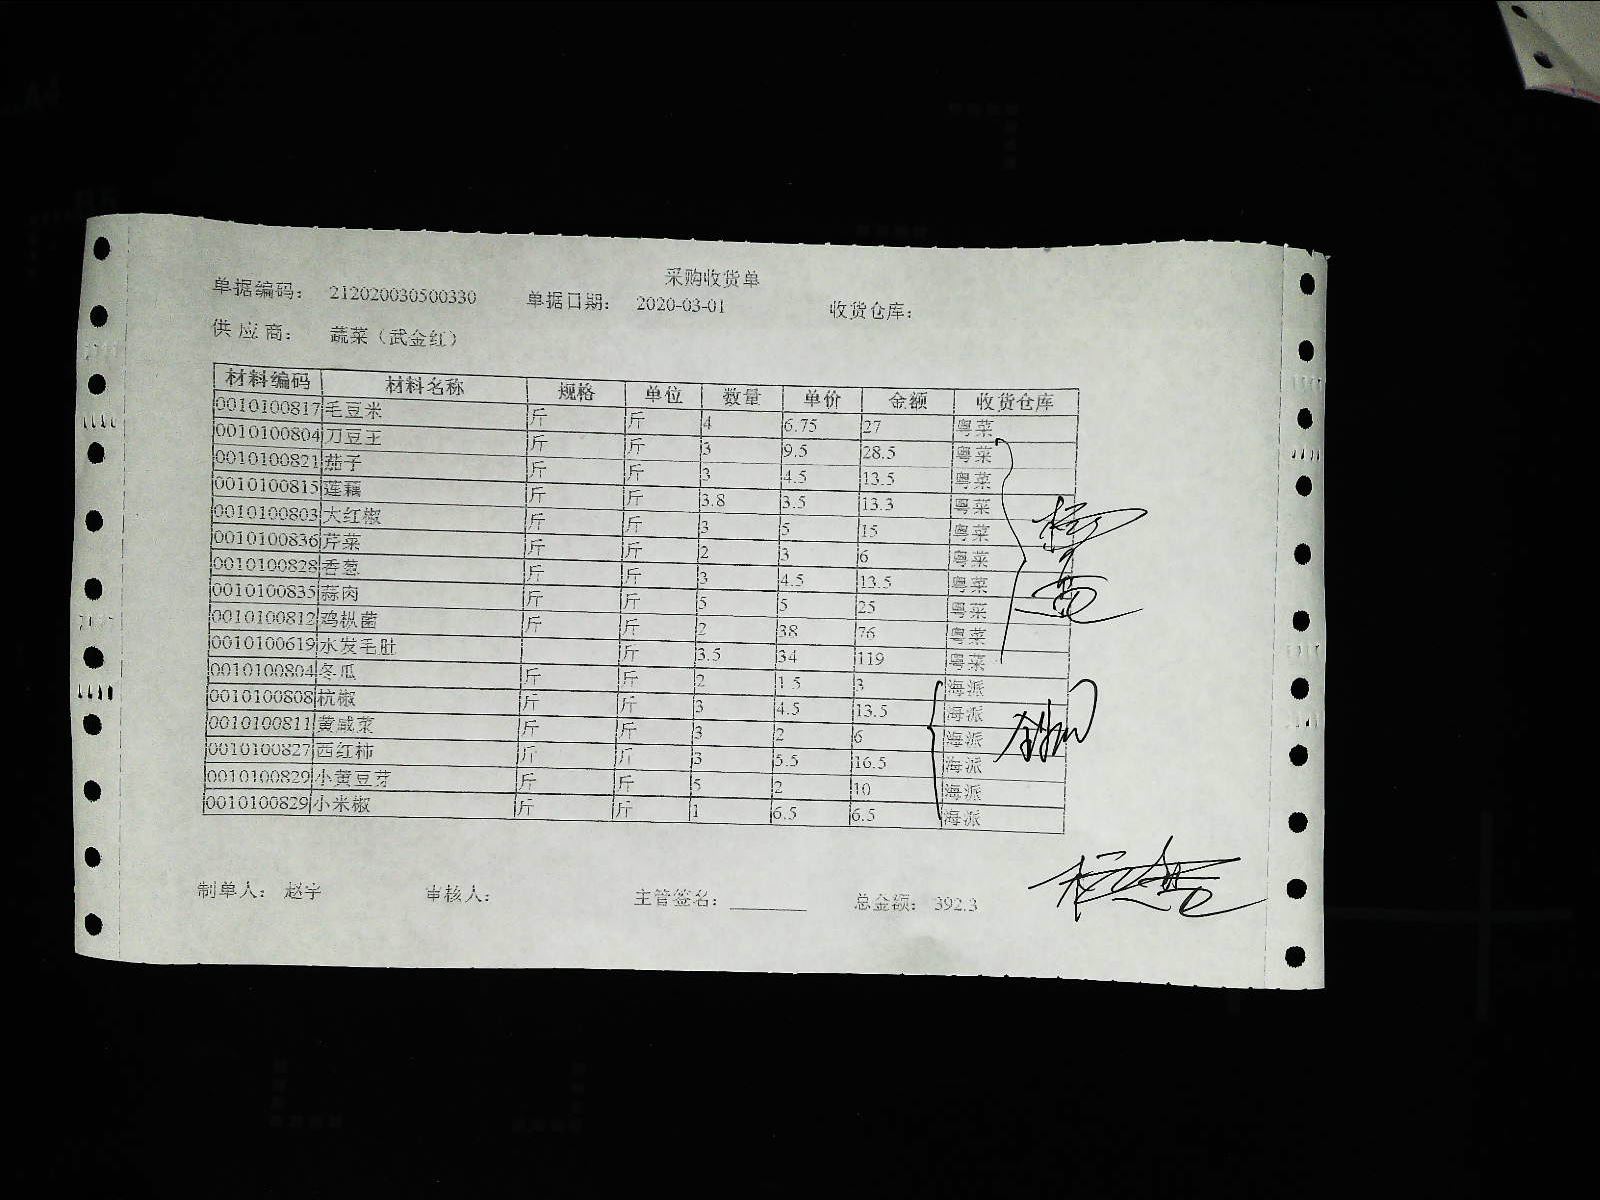 采购收货单
单据编码： 212020030500330 单据日期： 2020-03-01 收货仓库：
供 应 商： 蔬菜（武金红）
材料编码 材料名称 规格 单位 数量 单价 金额 收货仓库
0010100817 毛豆米 斤 斤 4 6.75 27 粤菜
0010100804 刀豆王 斤 斤 3 9.5 28.5 粤菜
0010100821 茄子 斤 斤 3 4.5 13.5 粤菜
0010100815 莲藕 斤 斤 3.8 3.5 13.3 粤菜
0010100803 大红椒 斤 斤 3 5 15 粤菜
0010100836 芹菜 斤 斤 2 3 6 粤菜
0010100828 香葱 斤 斤 3 4.5 13.5 粤菜
0010100835 蒜肉 斤 斤 5 5 25 粤菜
0010100812 鸡枞菌 斤 斤 2 38 76 粤菜
0010100619 水发毛肚 斤 3.5 34 119 粤菜
0010100804 冬瓜 斤 斤 2 1.5 3 海派
0010100808 杭椒 斤 斤 3 4.5 13.5 海派
0010100811 黄咸菜 斤 斤 3 2 6 海派
0010100827 西红柿 斤 斤 3 5.5 16.5 海派
0010100829 小黄豆芽 斤 斤 5 2 10 海派
0010100829 小米椒 斤 斤 1 6.5 6.5 海派
制单人： 赵宇 审核人： 主管签名： 总金额： 392.3